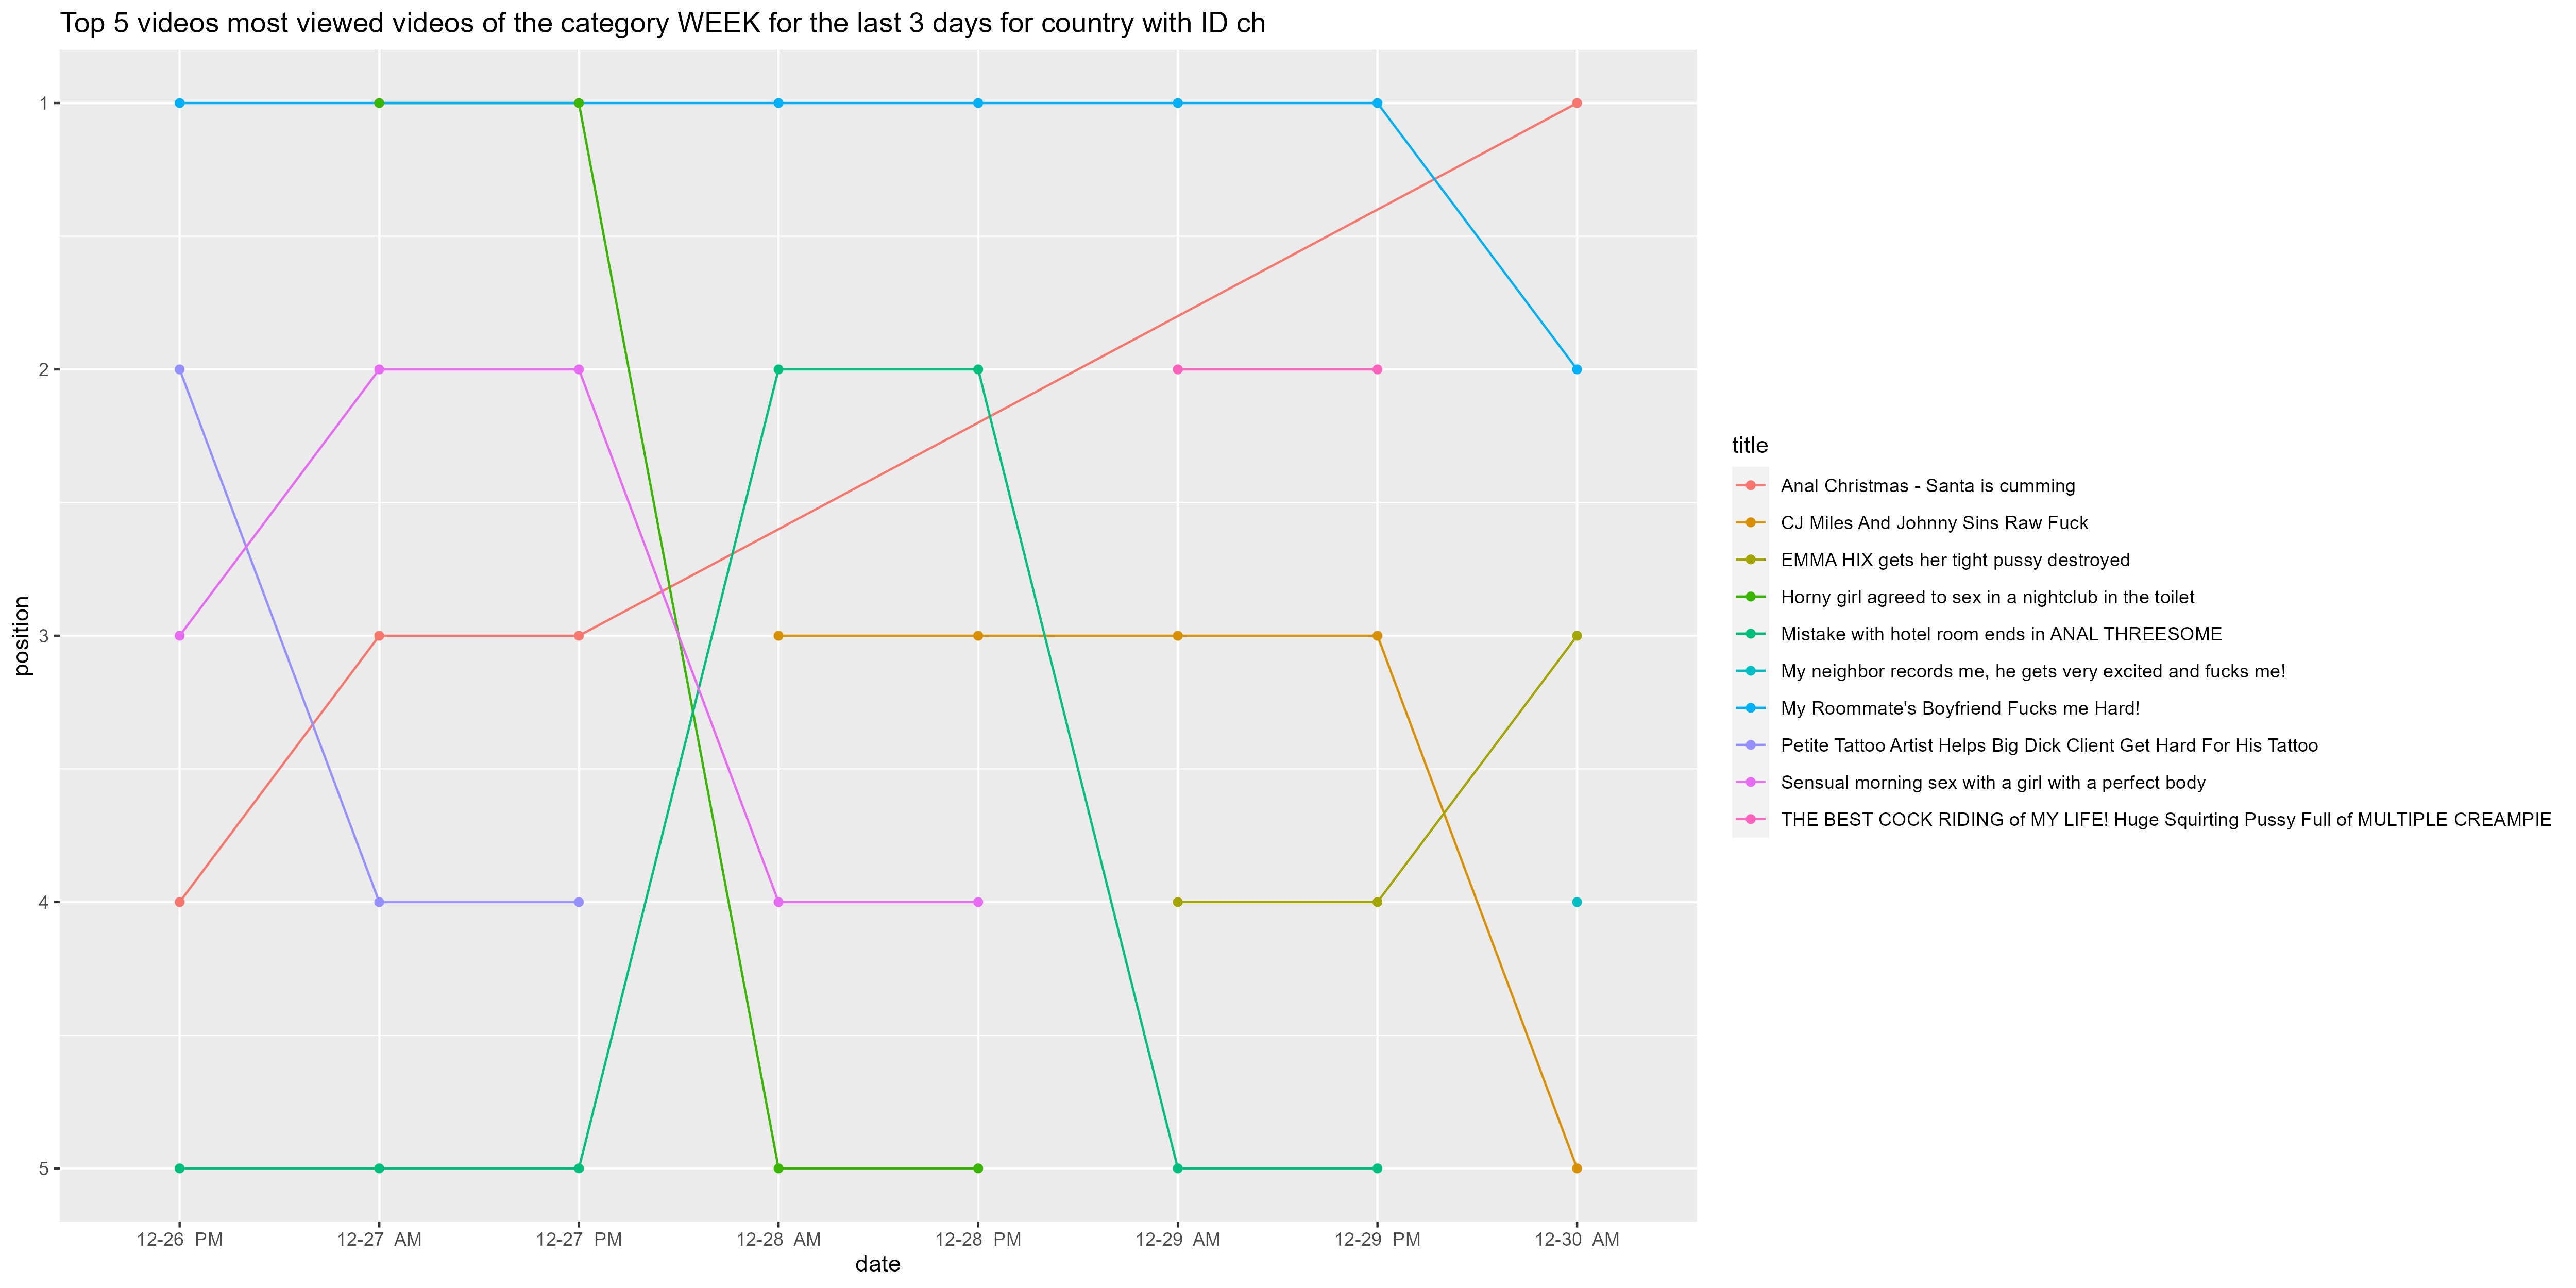 Top 5 videos most viewed videos of the category WEEK for the last 3 days for country with ID ch
position
1
2
3
4
5
12-26 PM
12-27 AM
12-27 PM
12-28 AM
12-28 PM
12-29 AM
12-29 PM
12-30 AM
date
title
Anal Christmas - Santa is cumming
CJ Miles And Johnny Sins Raw Fuck
EMMA HIX gets her tight pussy destroyed
Horny girl agreed to sex in a nightclub in the toilet
Mistake with hotel room ends in ANAL THREESOME
My neighbor records me, he gets very excited and fucks me!
My Roommate's Boyfriend Fucks me Hard!
Petite Tattoo Artist Helps Big Dick Client Get Hard For His Tattoo
Sensual morning sex with a girl with a perfect body
THE BEST COCK RIDING of MY LIFE! Huge Squirting Pussy Full of MULTIPLE CREAMPIE